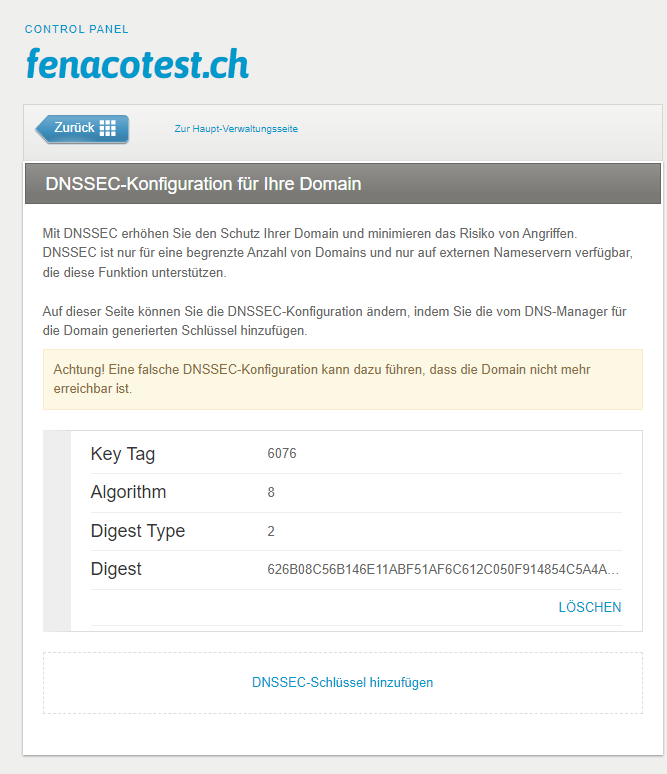 CONTROL PANEL
fenacotest.ch
Zurück
Zur Haupt-Verwaltungsseite
DNSSEC-Konfiguration für Ihre Domain
Mit DNSSEC erhöhen Sie den Schutz Ihrer Domain und minimieren das Risiko von Angriffen.
DNSSEC ist nur für eine begrenzte Anzahl von Domains und nur auf externen Nameservern verfügbar,
die diese Funktion unterstützen.
Auf dieser Seite können Sie die DNSSEC-Konfiguration ändern, indem Sie die vom DNS-Manager für
die Domain generierten Schlüssel hinzufügen.
Achtung! Eine falsche DNSSEC-Konfiguration kann dazu führen, dass die Domain nicht mehr
erreichbar ist.
Key Tag 6076
Algorithm 8
Digest Type 2
Digest 626B08C56B146E11ABF51AF6C612C050F914854C5A4A...
LÖSCHEN
DNSSEC-Schlüssel hinzufügen